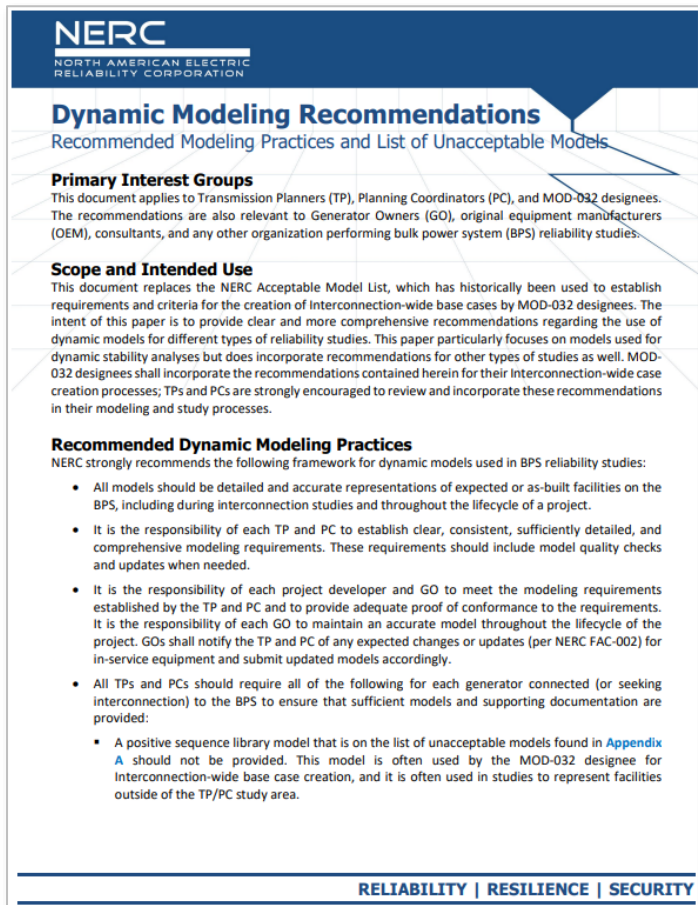 NERC
NORTH AMERICAN ELECTRIC
RELIABILITY CORPORATION
Dynamic Modeling Recommendations
Recommended Modeling Practices and List of Unacceptable Models
Primary Interest Groups
This document applies to Transmission Planners (TP), Planning Coordinators (PC), and MOD-032 designees.
The recommendations are also relevant to Generator Owners (GO), original equipment manufacturers
(OEM), consultants, and any other organization performing bulk power system (BPS) reliability studies.
Scope and Intended Use
This document replaces the NERC Acceptable Model List, which has historically been used to establish
requirements and criteria for the creation of Interconnection-wide base cases by MOD-032 designees. The
intent of this paper is to provide clear and more comprehensive recommendations regarding the use of
dynamic models for different types of reliability studies. This paper particularly focuses on models used for
dynamic stability analyses but does incorporate recommendations for other types of studies as well. MOD-
032 designees shall incorporate the recommendations contained herein for their Interconnection-wide case
creation processes; TPs and PCs are strongly encouraged to review and incorporate these recommendations
in their modeling and study processes.
Recommended Dynamic Modeling Practices
NERC strongly recommends the following framework for dynamic models used in BPS reliability studies:
• All models should be detailed and accurate representations of expected or as-built facilities on the
BPS, including during interconnection studies and throughout the lifecycle of a project.
• It is the responsibility of each TP and PC to establish clear, consistent, sufficiently detailed, and
comprehensive modeling requirements. These requirements should include model quality checks
and updates when needed.
• It is the responsibility of each project developer and GO to meet the modeling requirements
established by the TP and PC and to provide adequate proof of conformance to the requirements.
It is the responsibility of each GO to maintain an accurate model throughout the lifecycle of the
project. GOs shall notify the TP and PC of any expected changes or updates (per NERC FAC-002) for
in-service equipment and submit updated models accordingly.
• All TPs and PCs should require all of the following for each generator connected (or seeking
interconnection) to the BPS to ensure that sufficient models and supporting documentation are
provided:
▪ A positive sequence library model that is on the list of unacceptable models found in Appendix
A should not be provided. This model is often used by the MOD-032 designee for
Interconnection-wide base case creation, and it is often used in studies to represent facilities
outside of the TP/PC study area.
RELIABILITY | RESILIENCE | SECURITY